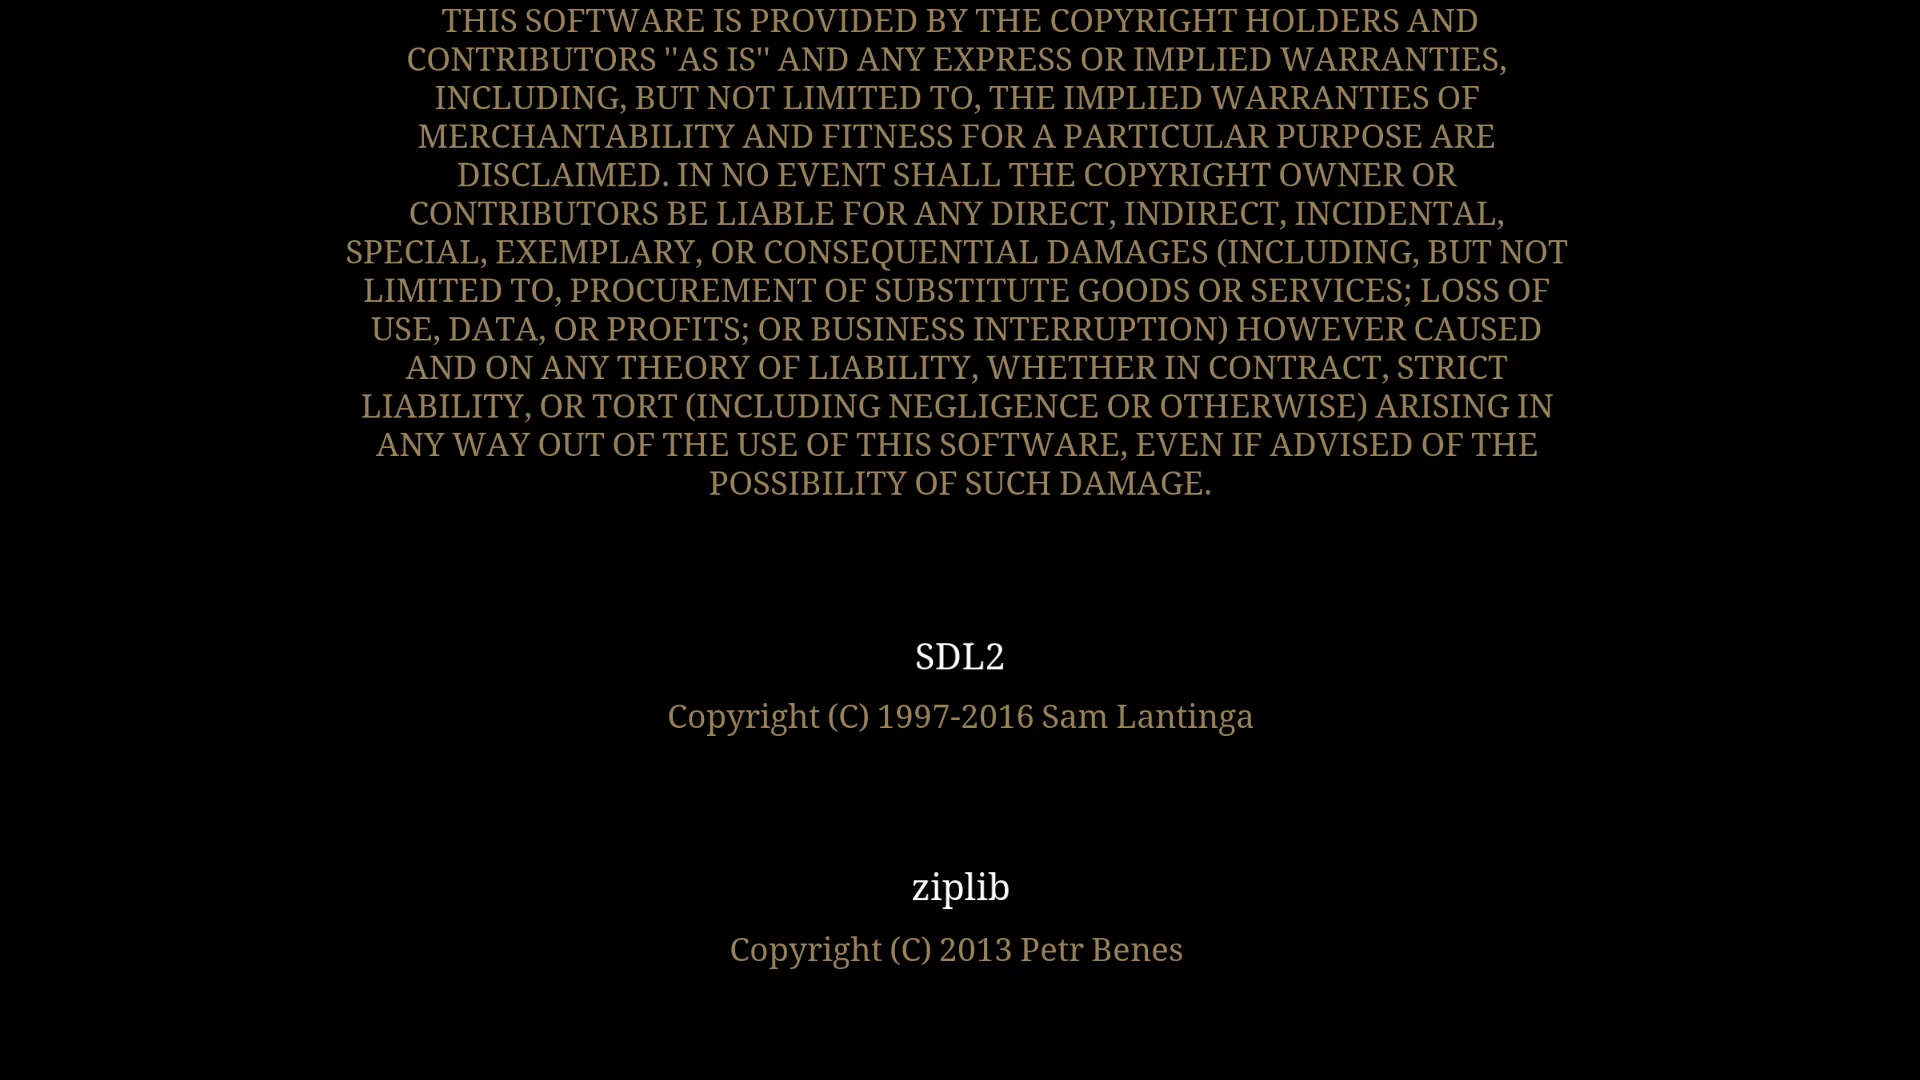 THIS SOFTWARE IS PROVIDED BY THE COPYRIGHT HOLDERS AND
CONTRIBUTORS "AS IS" AND ANY EXPRESS OR IMPLIED WARRANTIES,
INCLUDING, BUT NOT LIMITED TO, THE IMPLIED WARRANTIES OF
MERCHANTABILITY AND FITNESS FOR A PARTICULAR PURPOSE ARE
DISCLAIMED. IN NO EVENT SHALL THE COPYRIGHT OWNER OR
CONTRIBUTORS BE LIABLE FOR ANY DIRECT, INDIRECT, INCIDENTAL,
SPECIAL, EXEMPLARY, OR CONSEQUENTIAL DAMAGES (INCLUDING, BUT NOT
LIMITED TO, PROCUREMENT OF SUBSTITUTE GOODS OR SERVICES; LOSS OF
USE, DATA, OR PROFITS; OR BUSINESS INTERRUPTION) HOWEVER CAUSED
AND ON ANY THEORY OF LIABILITY, WHETHER IN CONTRACT, STRICT
LIABILITY, OR TORT (INCLUDING NEGLIGENCE OR OTHERWISE) ARISING IN
ANY WAY OUT OF THE USE OF THIS SOFTWARE, EVEN IF ADVISED OF THE
POSSIBILITY OF SUCH DAMAGE.
SDL2
Copyright (C) 1997-2016 Sam Lantinga
ziplib
Copyright (C) 2013 Petr Benes